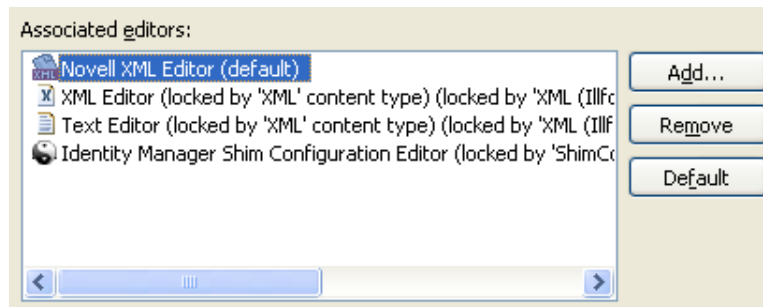 Associated editors:
Novell XML Editor (default)
XML Editor (locked by 'XML' content type) (locked by 'XML (Illfo
Text Editor (locked by 'XML' content type) (locked by 'XML (Illf
Identity Manager Shim Configuration Editor (locked by 'ShimCo
Add...
Remove
Default